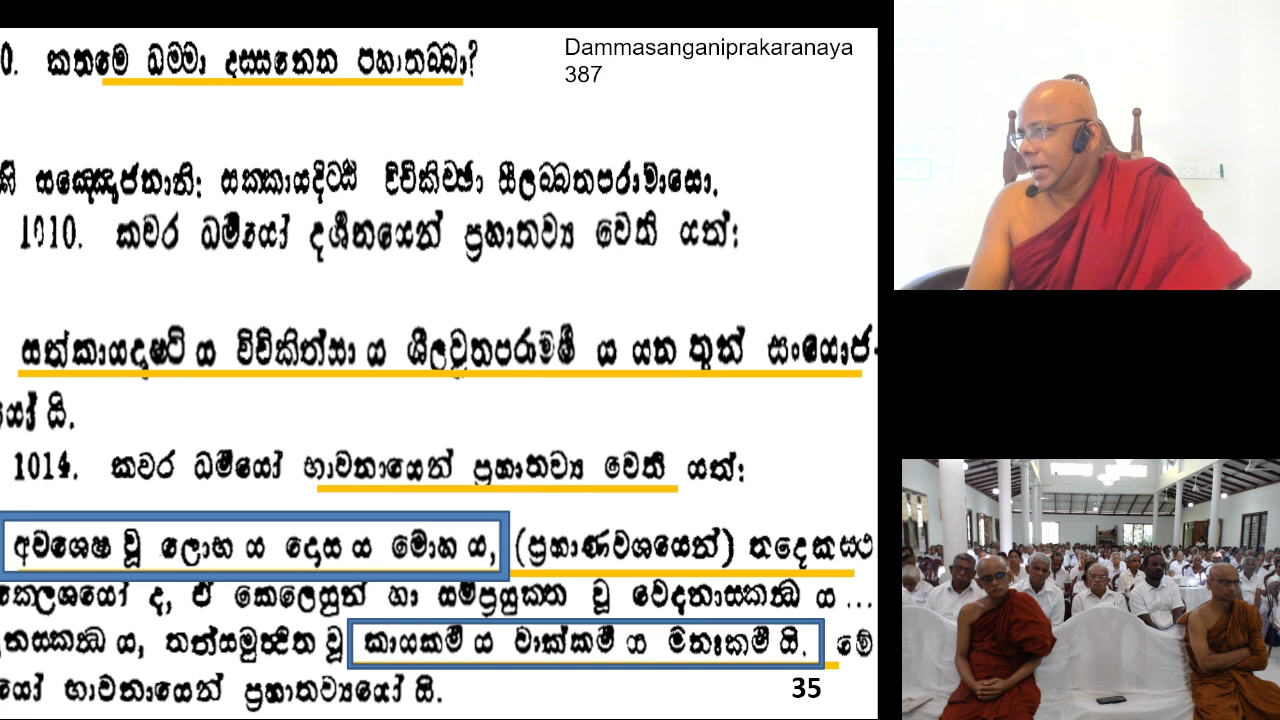 0. කතමෙ ධම්මා දස්සනෙන පහාතබ්බා?
Dammasanganiprakaranaya
387
ණි සඤ්ඤොජනානි: සක්කායදිට්ඨි විචිකිච්ඡා සීලබ්බතපරාමාසො.
1010. කවර ධර්මයෝ දර්ශනයෙන් ප්‍රහාතව්‍ය වෙති යත්:
සත්කායදෘෂ්ටි ය විචිකිත්සා ය ශීලව්‍රතපරාමර්ශ ය යන තුන් සංයෝජ-
යෝ යි.
1014. කවර ධර්මයෝ භාවනායෙන් ප්‍රහාතව්‍ය වෙති යත්:
අවශෙෂ වූ ලොභ ය දොස ය මොහ ය, (ප්‍රහාණවශයෙන්) තදෙකස්ථ
ක්ලෙශයෝ ද, ඒ කෙලෙසුන් හා සම්ප්‍රයුක්ත වූ වේදනාස්කන්ධ ය ...
නස්කන්ධ ය, තත්සමුත්ථිත වූ කායකර්ම ය වාක්කර්ම ය මනඃකර්ම යි. මේ
යෝ භාවනායෙන් ප්‍රහාතව්‍යයෝ යි.
35